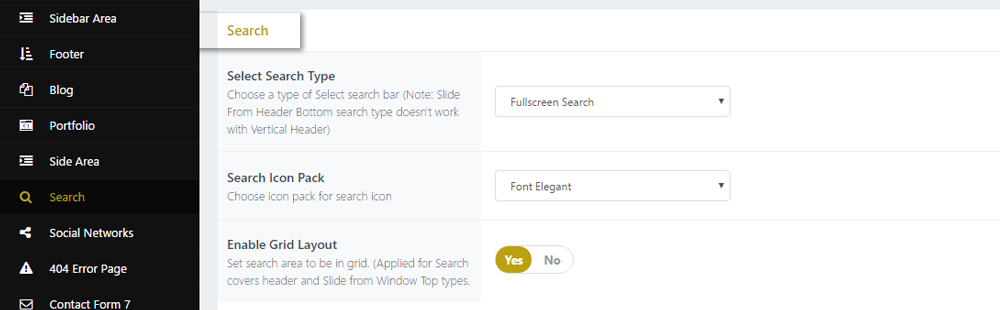 Sidebar Area
Footer
Blog
Portfolio
Side Area
Search
Social Networks
404 Error Page
Contact Form 7
Search
Select Search Type
Choose a type of Select search bar (Note: Slide
From Header Bottom search type doesn't work
with Vertical Header)
Fullscreen Search
Search Icon Pack
Choose icon pack for search icon
Font Elegant
Enable Grid Layout
Set search area to be in grid. (Applied for Search
covers header and Slide from Window Top types.
Yes No